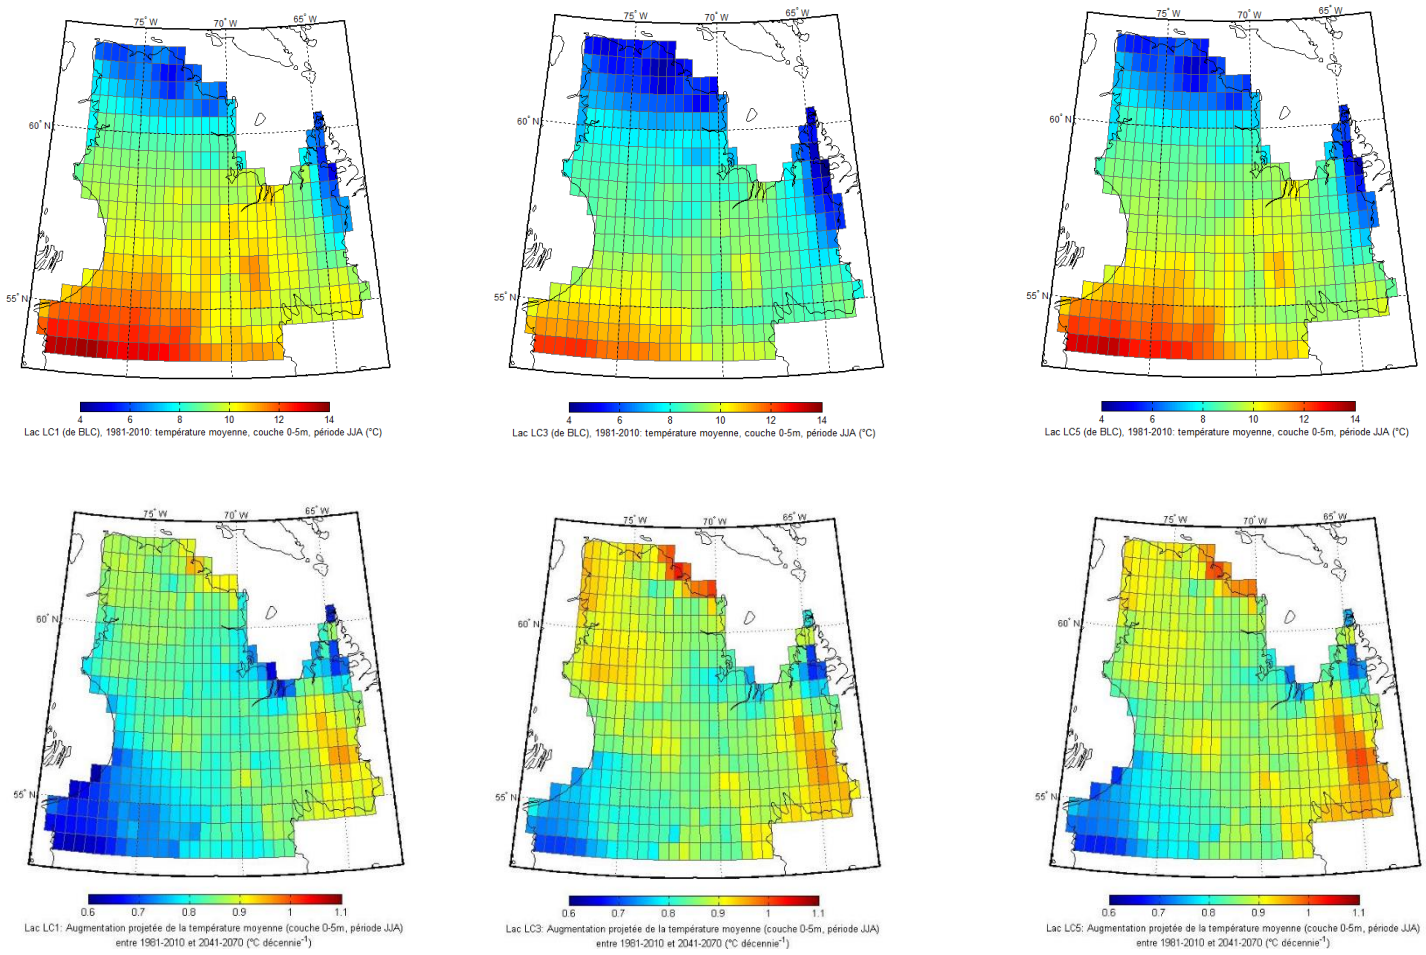 75° W 70° W 65° W
60° N
55° N
4 6 8 10 12 14
Lac LC1 (de BLC), 1981-2010: température moyenne, couche 0-5m, période JJA (°C)
75° W 70° W 65° W
60° N
55° N
4 6 8 10 12 14
Lac LC3 (de BLC), 1981-2010: température moyenne, couche 0-5m, période JJA (°C)
75° W 70° W 65° W
60° N
55° N
4 6 8 10 12 14
Lac LC5 (de BLC), 1981-2010: température moyenne, couche 0-5m, période JJA (°C)
75° W 70° W 65° W
60° N
55° N
0.6 0.7 0.8 0.9 1 1.1
Lac LC1: Augmentation projetée de la température moyenne (couche 0-5m, période JJA)
entre 1981-2010 et 2041-2070 (°C décennie⁻¹)
75° W 70° W 65° W
60° N
55° N
0.6 0.7 0.8 0.9 1 1.1
Lac LC3: Augmentation projetée de la température moyenne (couche 0-5m, période JJA)
entre 1981-2010 et 2041-2070 (°C décennie⁻¹)
75° W 70° W 65° W
60° N
55° N
0.6 0.7 0.8 0.9 1 1.1
Lac LC5: Augmentation projetée de la température moyenne (couche 0-5m, période JJA)
entre 1981-2010 et 2041-2070 (°C décennie⁻¹)